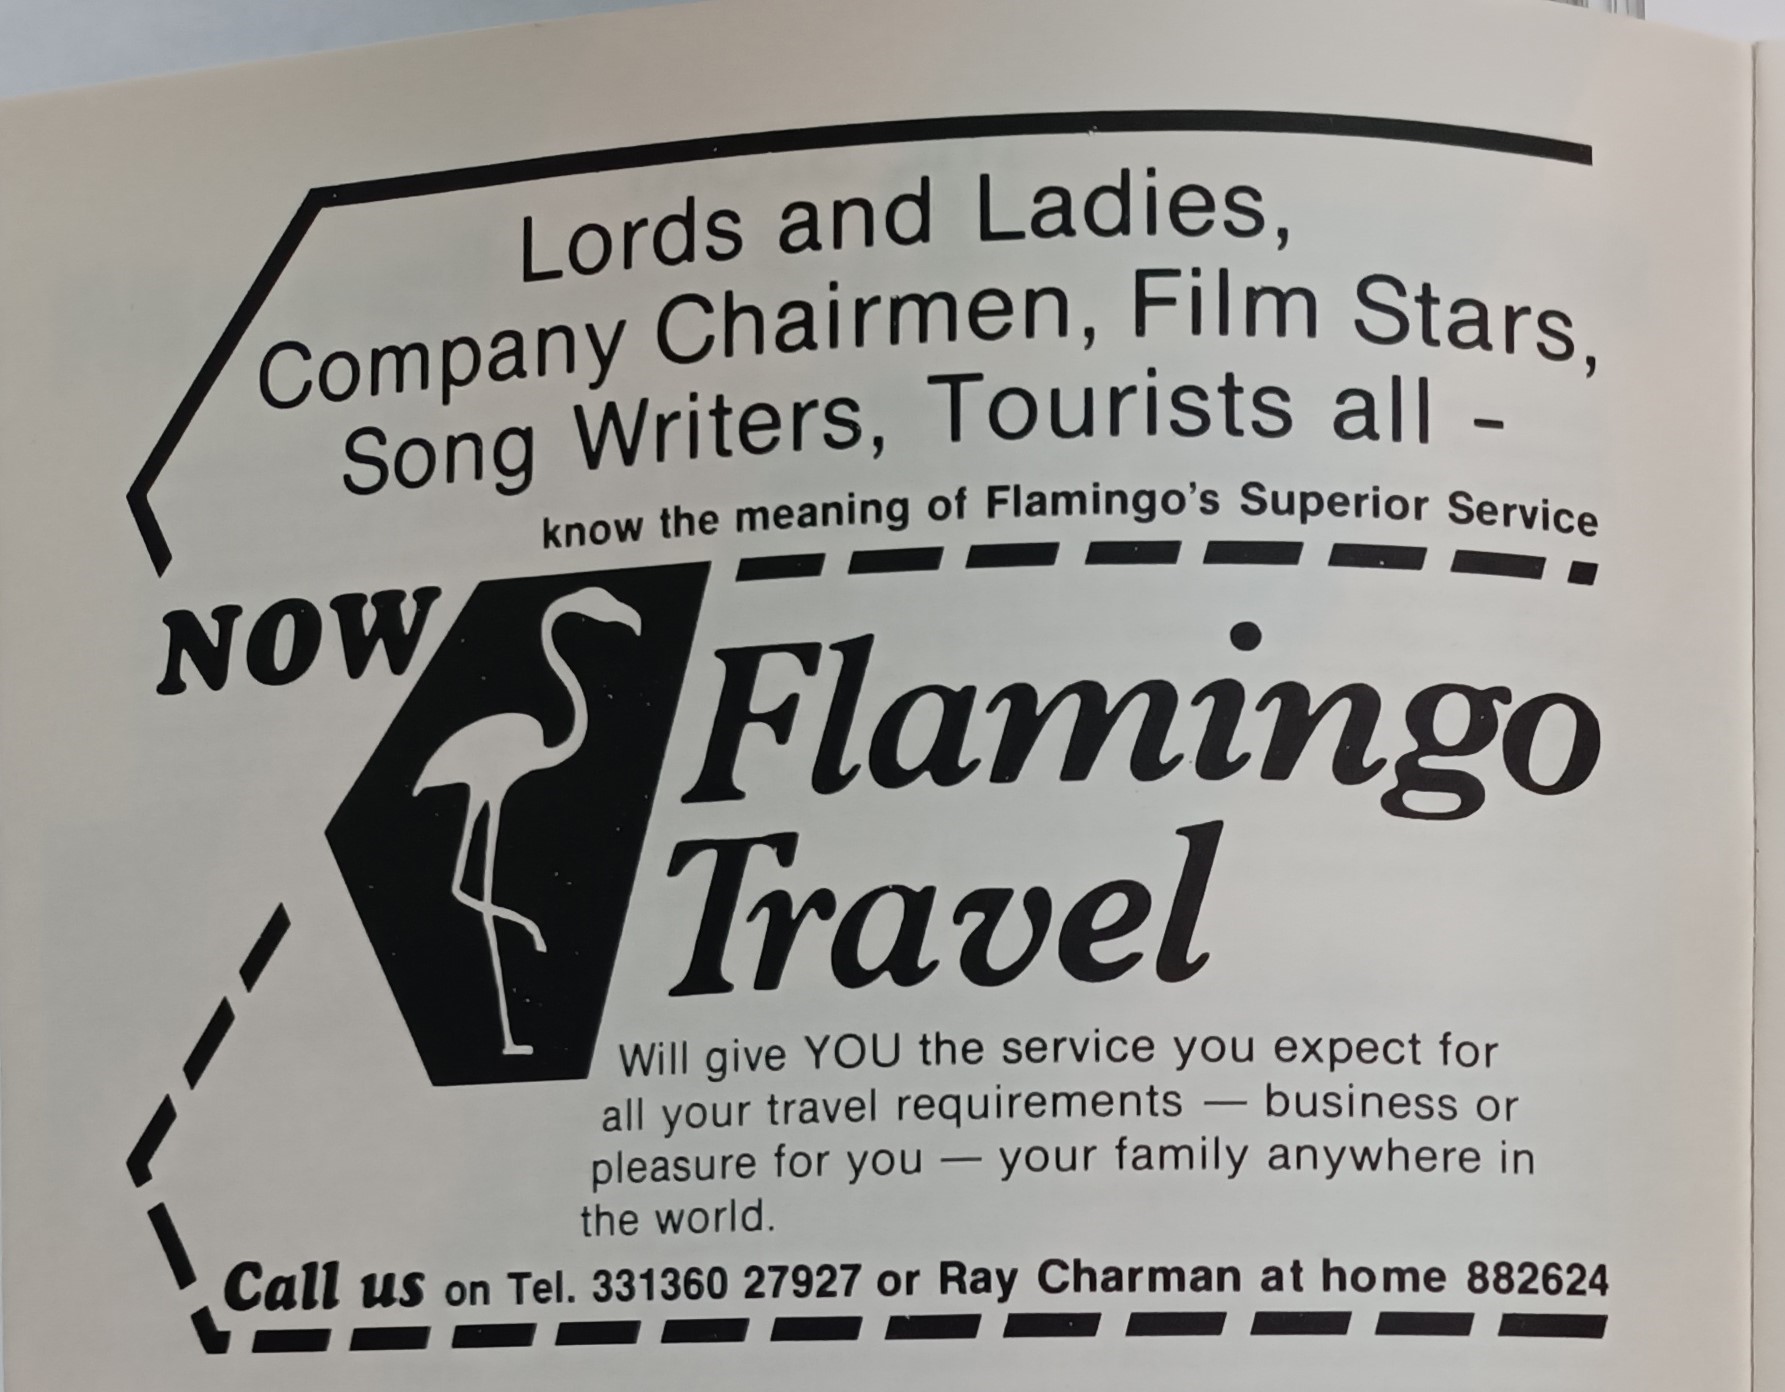 Lords and Ladies,
Company Chairmen, Film Stars,
Song Writers, Tourists all -
know the meaning of Flamingo's Superior Service
NOW
Flamingo
Travel
Will give YOU the service you expect for
all your travel requirements — business or
pleasure for you — your family anywhere in
the world.
Call us on Tel. 331360 27927 or Ray Charman at home 882624